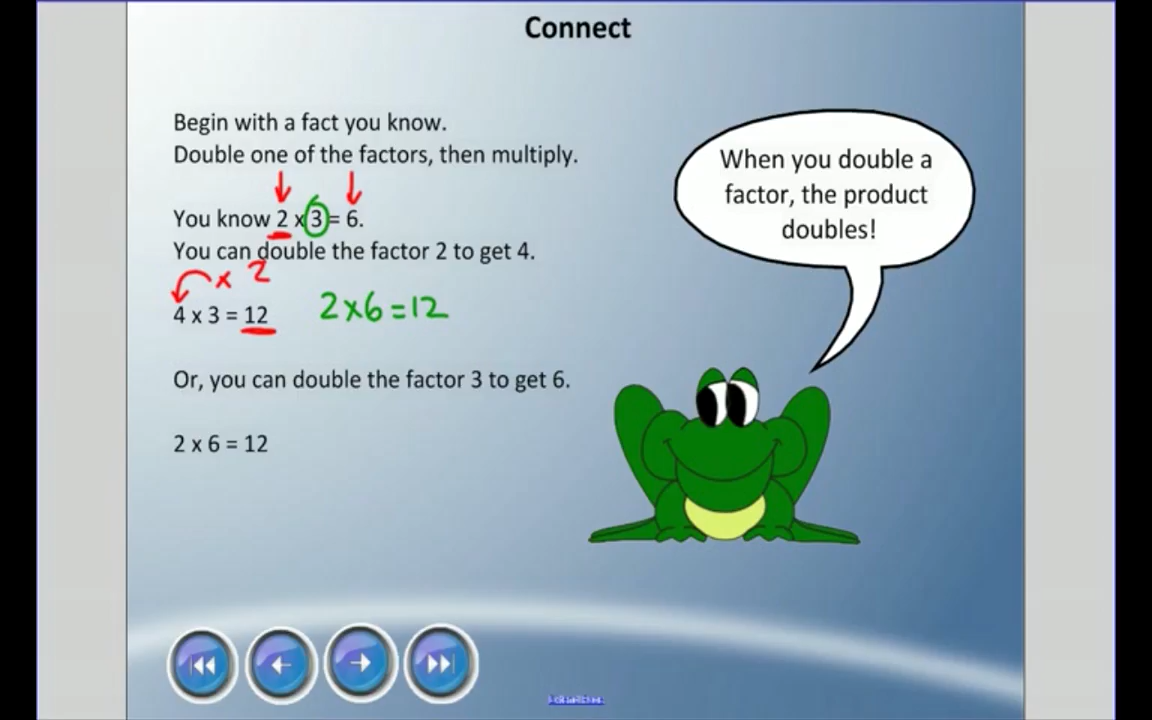 Connect
Begin with a fact you know.
Double one of the factors, then multiply.
You know 2 x 3 = 6.
You can double the factor 2 to get 4.
x 2
4 x 3 = 12
2x6=12
Or, you can double the factor 3 to get 6.
2 x 6 = 12
When you double a
factor, the product
doubles!